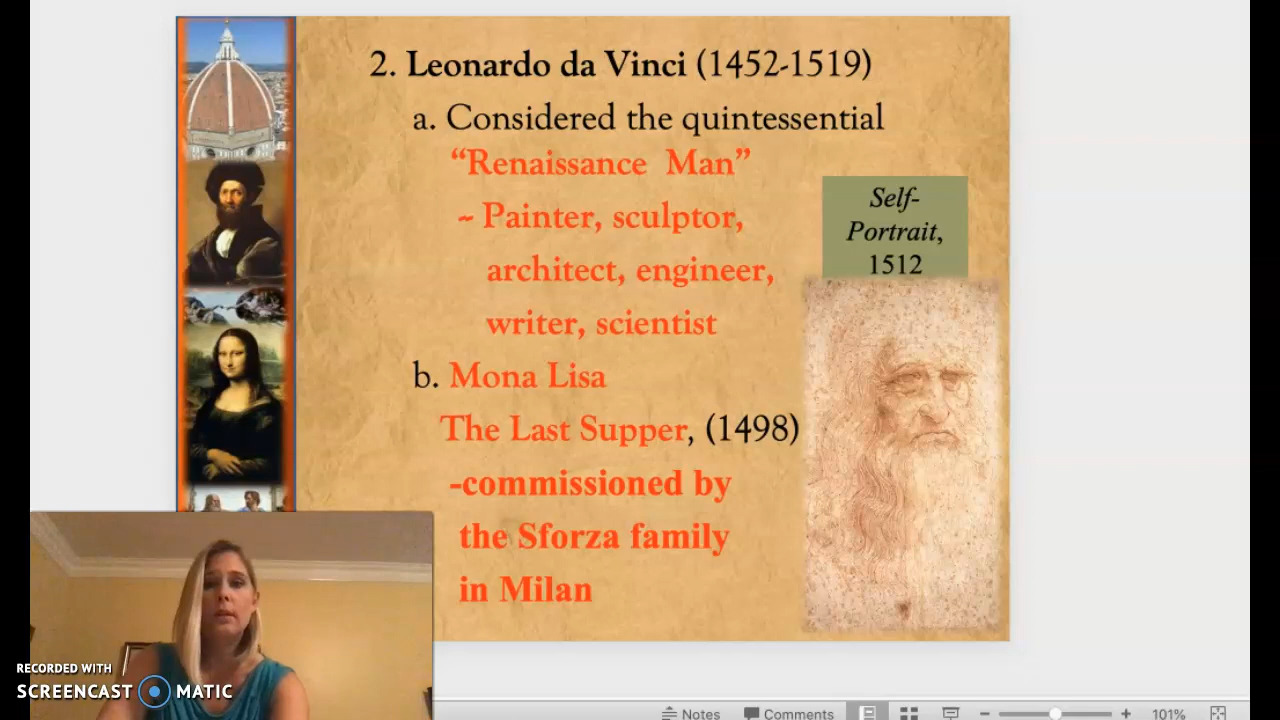 2. Leonardo da Vinci (1452-1519)
a. Considered the quintessential
“Renaissance Man”
~ Painter, sculptor,
architect, engineer,
writer, scientist
b. Mona Lisa
The Last Supper, (1498)
-commissioned by
the Sforza family
in Milan
Self-
Portrait,
1512
RECORDED WITH
SCREENCAST MATIC
Notes Comments 101%